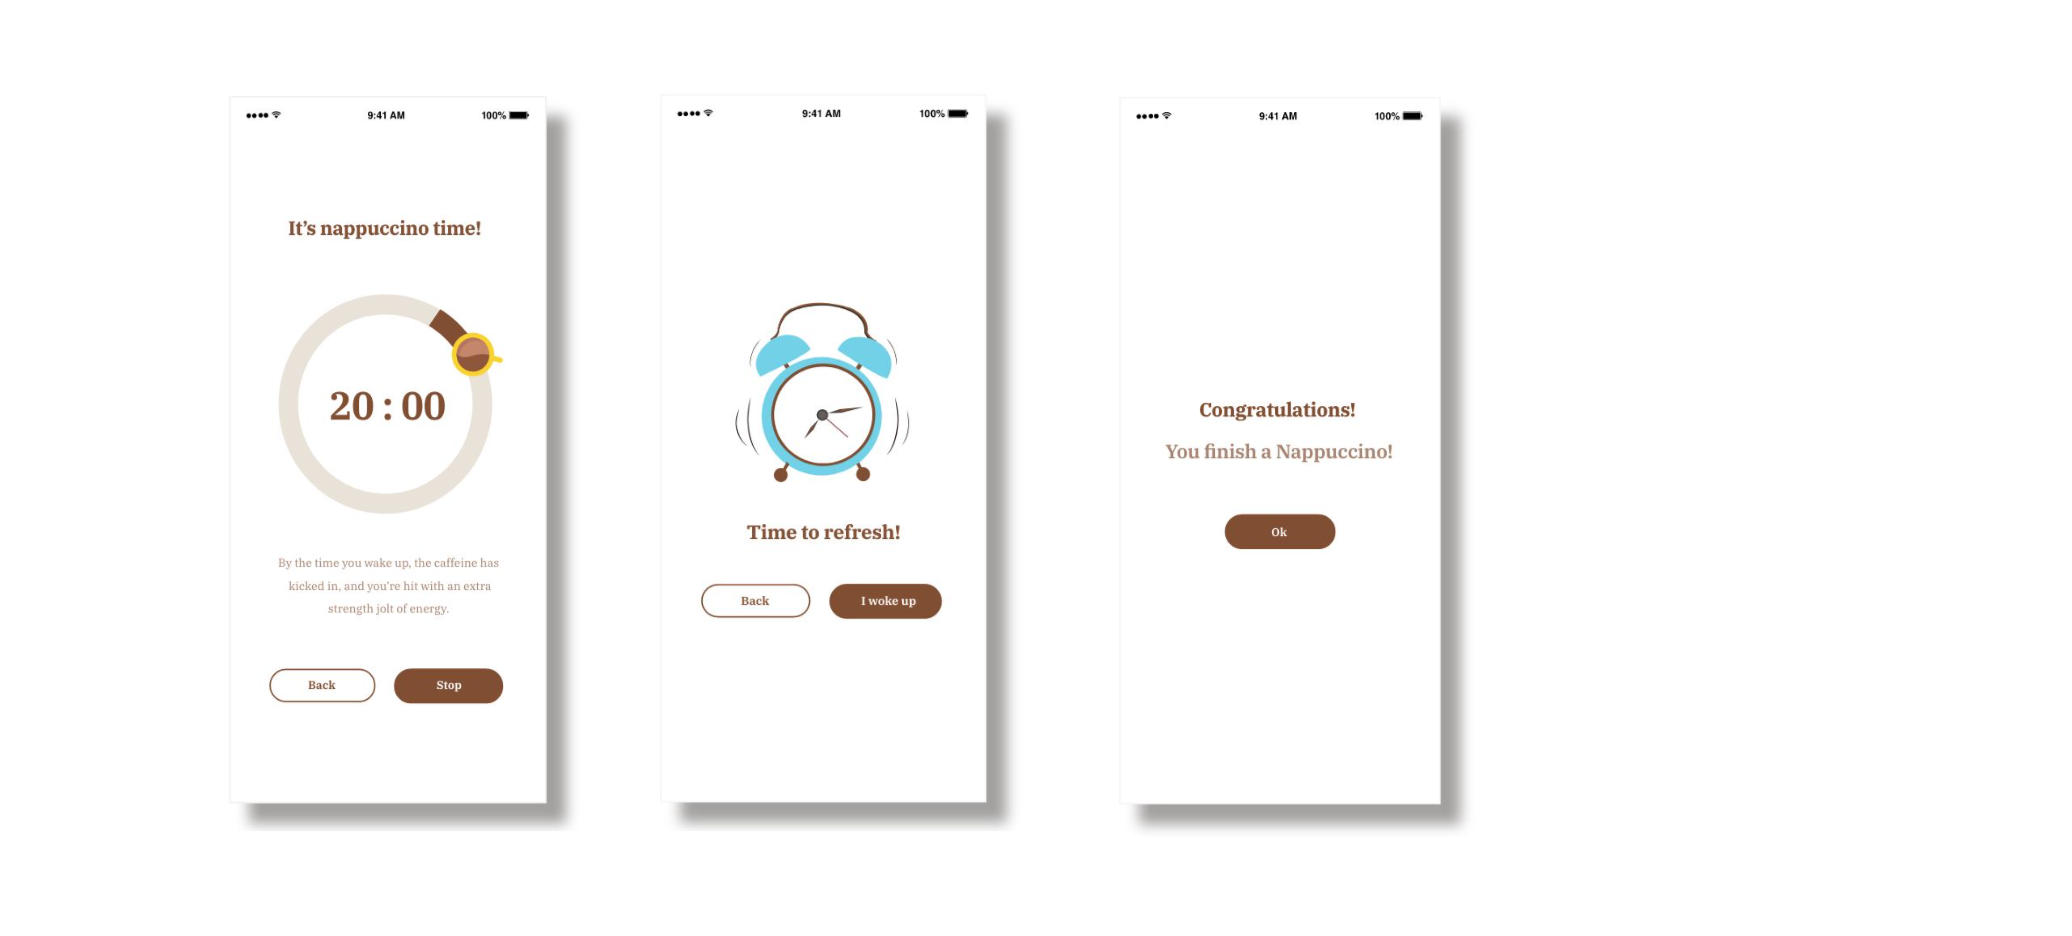 9:41 AM
100%
It's nappuccino time!
20 : 00
By the time you wake up, the caffeine has
kicked in, and you're hit with an extra
strength jolt of energy.
Back
Stop
9:41 AM
100%
Time to refresh!
Back
I woke up
9:41 AM
100%
Congratulations!
You finish a Nappuccino!
Ok